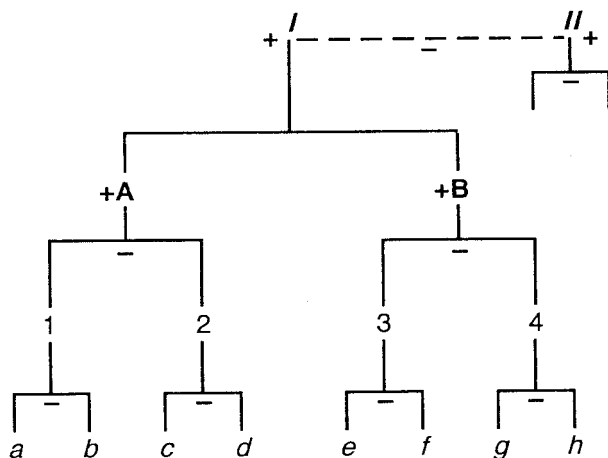 I II
+ – +
–
+A +B
– –
1 2 3 4
– – – –
a b c d e f g h